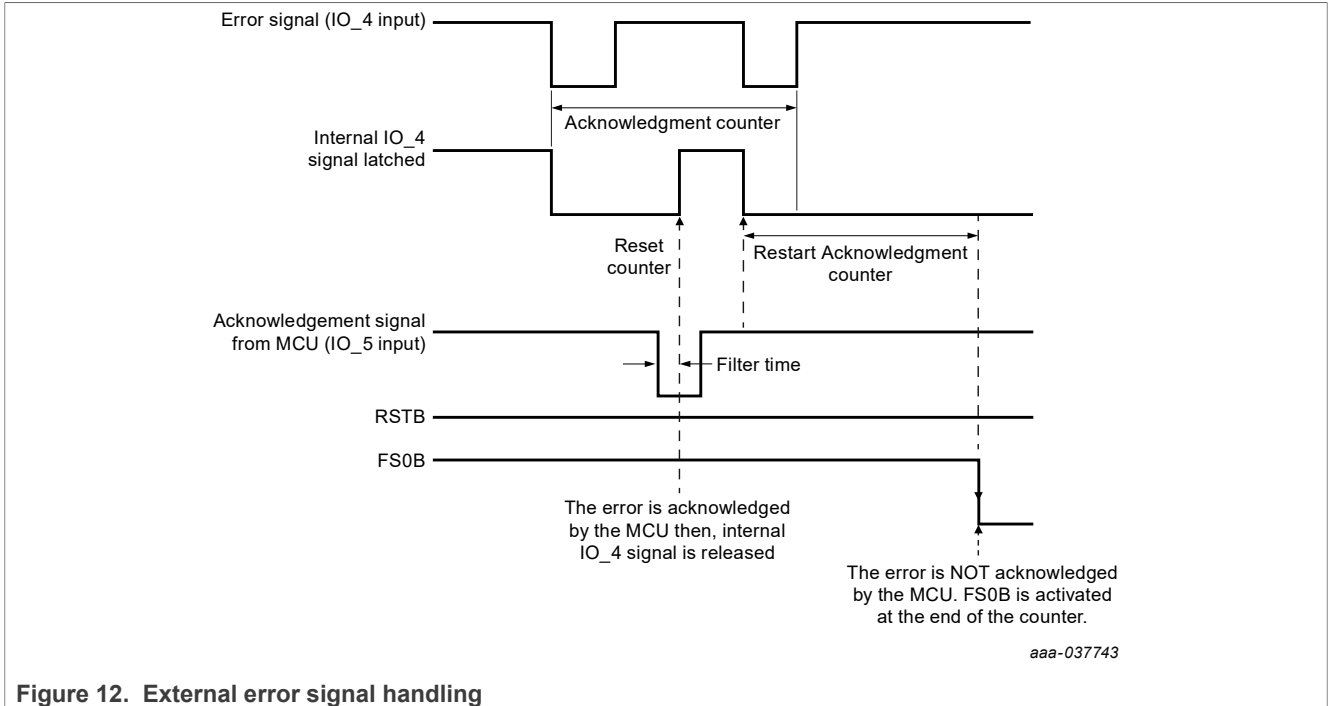 Error signal (IO_4 input)
Acknowledgment counter
Internal IO_4
signal latched
Reset
counter
Restart Acknowledgment
counter
Acknowledgement signal
from MCU (IO_5 input)
Filter time
RSTB
FS0B
The error is acknowledged
by the MCU then, internal
IO_4 signal is released
The error is NOT acknowledged
by the MCU. FS0B is activated
at the end of the counter.
aaa-037743
Figure 12. External error signal handling